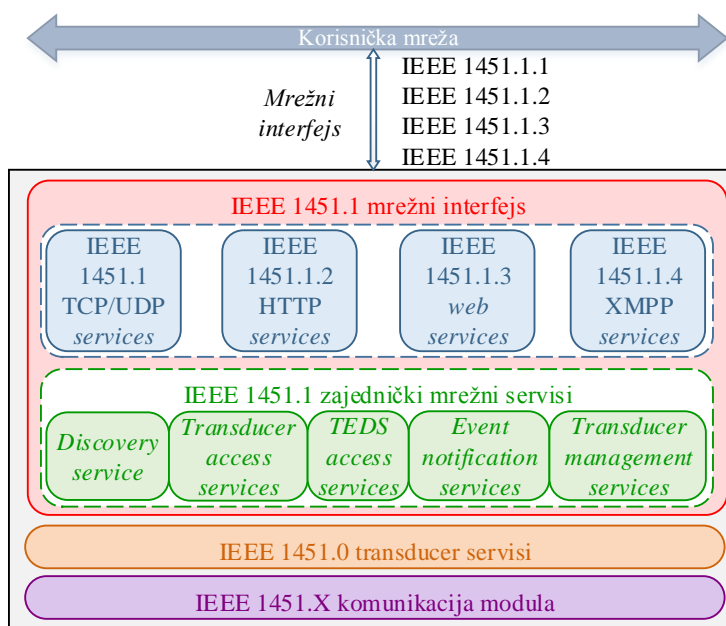 Korisnička mreža
Mrežni
interfejs
IEEE 1451.1.1
IEEE 1451.1.2
IEEE 1451.1.3
IEEE 1451.1.4
IEEE 1451.1 mrežni interfejs
IEEE
1451.1
TCP/UDP
services
IEEE
1451.1.2
HTTP
services
IEEE
1451.1.3
web
services
IEEE
1451.1.4
XMPP
services
IEEE 1451.1 zajednički mrežni servisi
Discovery
service
Transducer
access
services
TEDS
access
services
Event
notification
services
Transducer
management
services
IEEE 1451.0 transducer servisi
IEEE 1451.X komunikacija modula